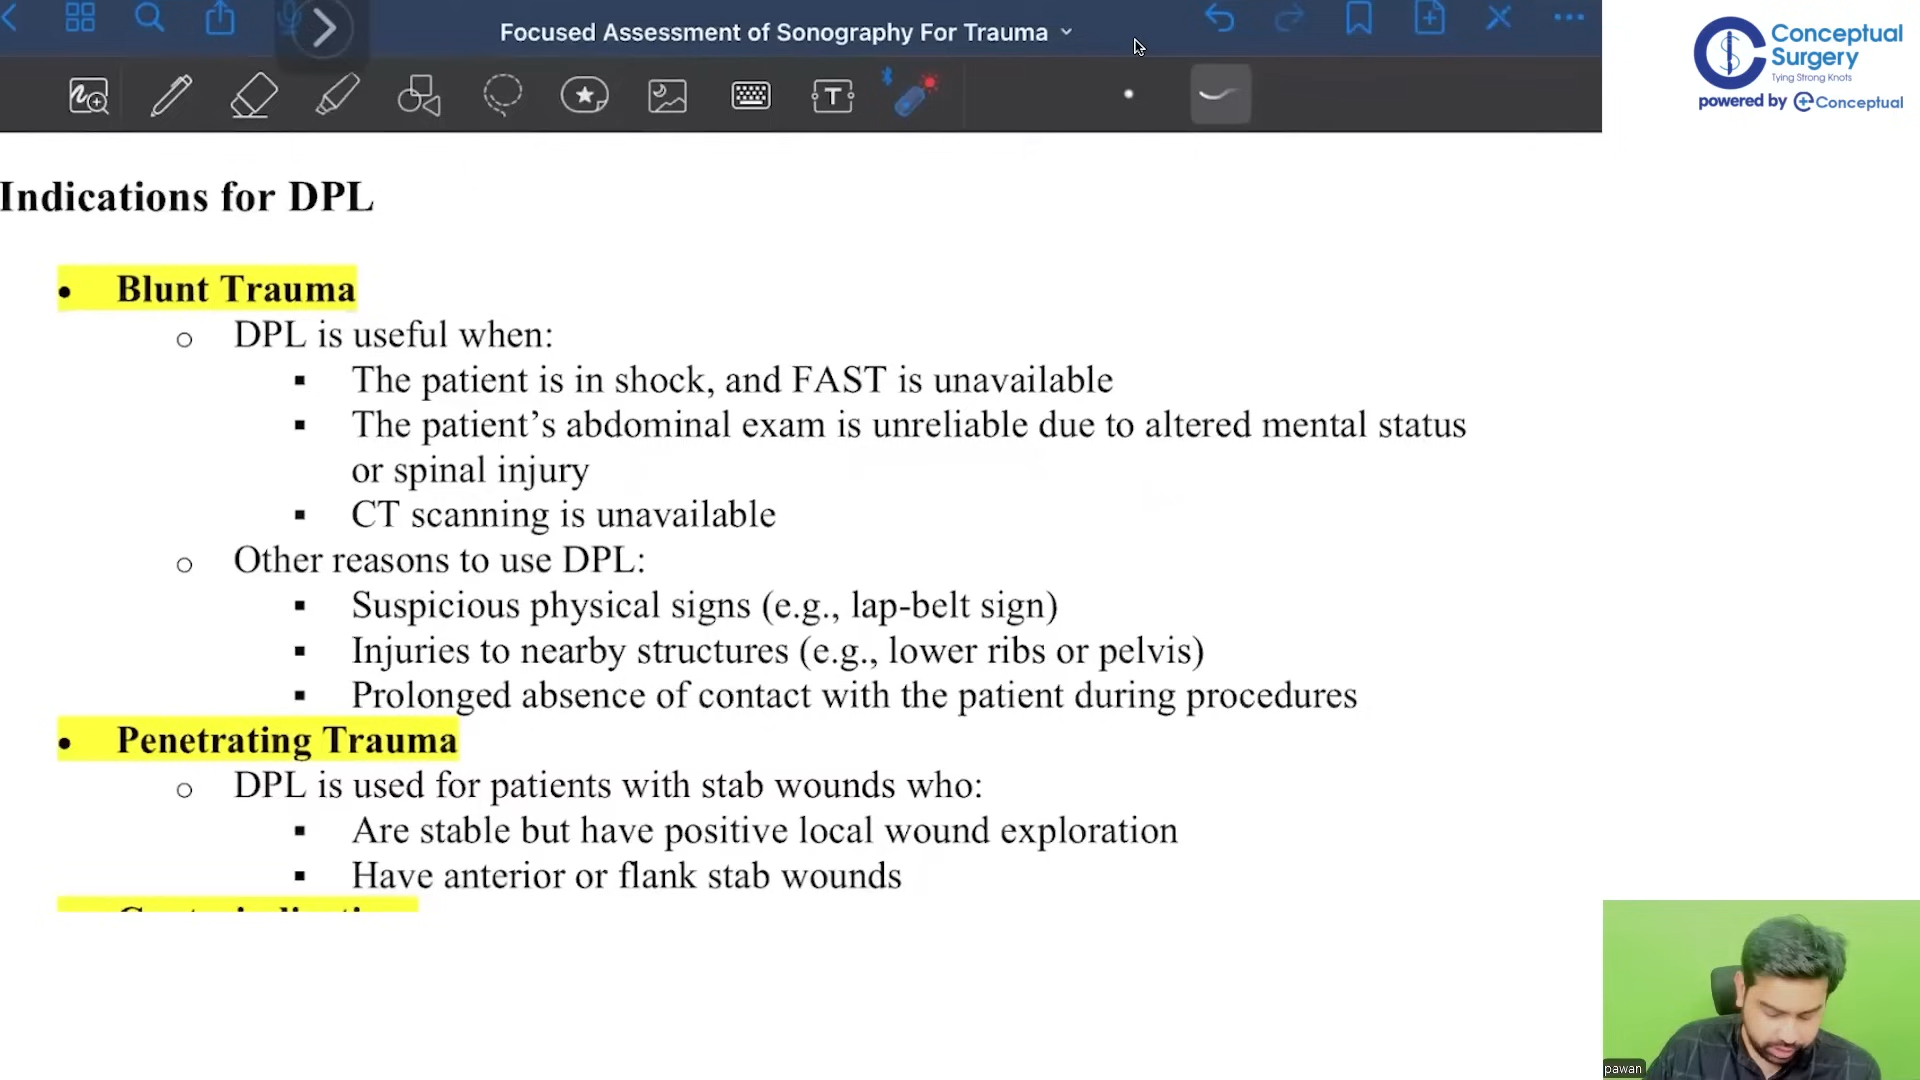 Focused Assessment of Sonography For Trauma
Conceptual
Surgery
Tying Strong Knots
powered by Conceptual
T
Indications for DPL
• Blunt Trauma
o DPL is useful when:
▪ The patient is in shock, and FAST is unavailable
▪ The patient’s abdominal exam is unreliable due to altered mental status
or spinal injury
▪ CT scanning is unavailable
o Other reasons to use DPL:
▪ Suspicious physical signs (e.g., lap-belt sign)
▪ Injuries to nearby structures (e.g., lower ribs or pelvis)
▪ Prolonged absence of contact with the patient during procedures
• Penetrating Trauma
o DPL is used for patients with stab wounds who:
▪ Are stable but have positive local wound exploration
▪ Have anterior or flank stab wounds
pawan